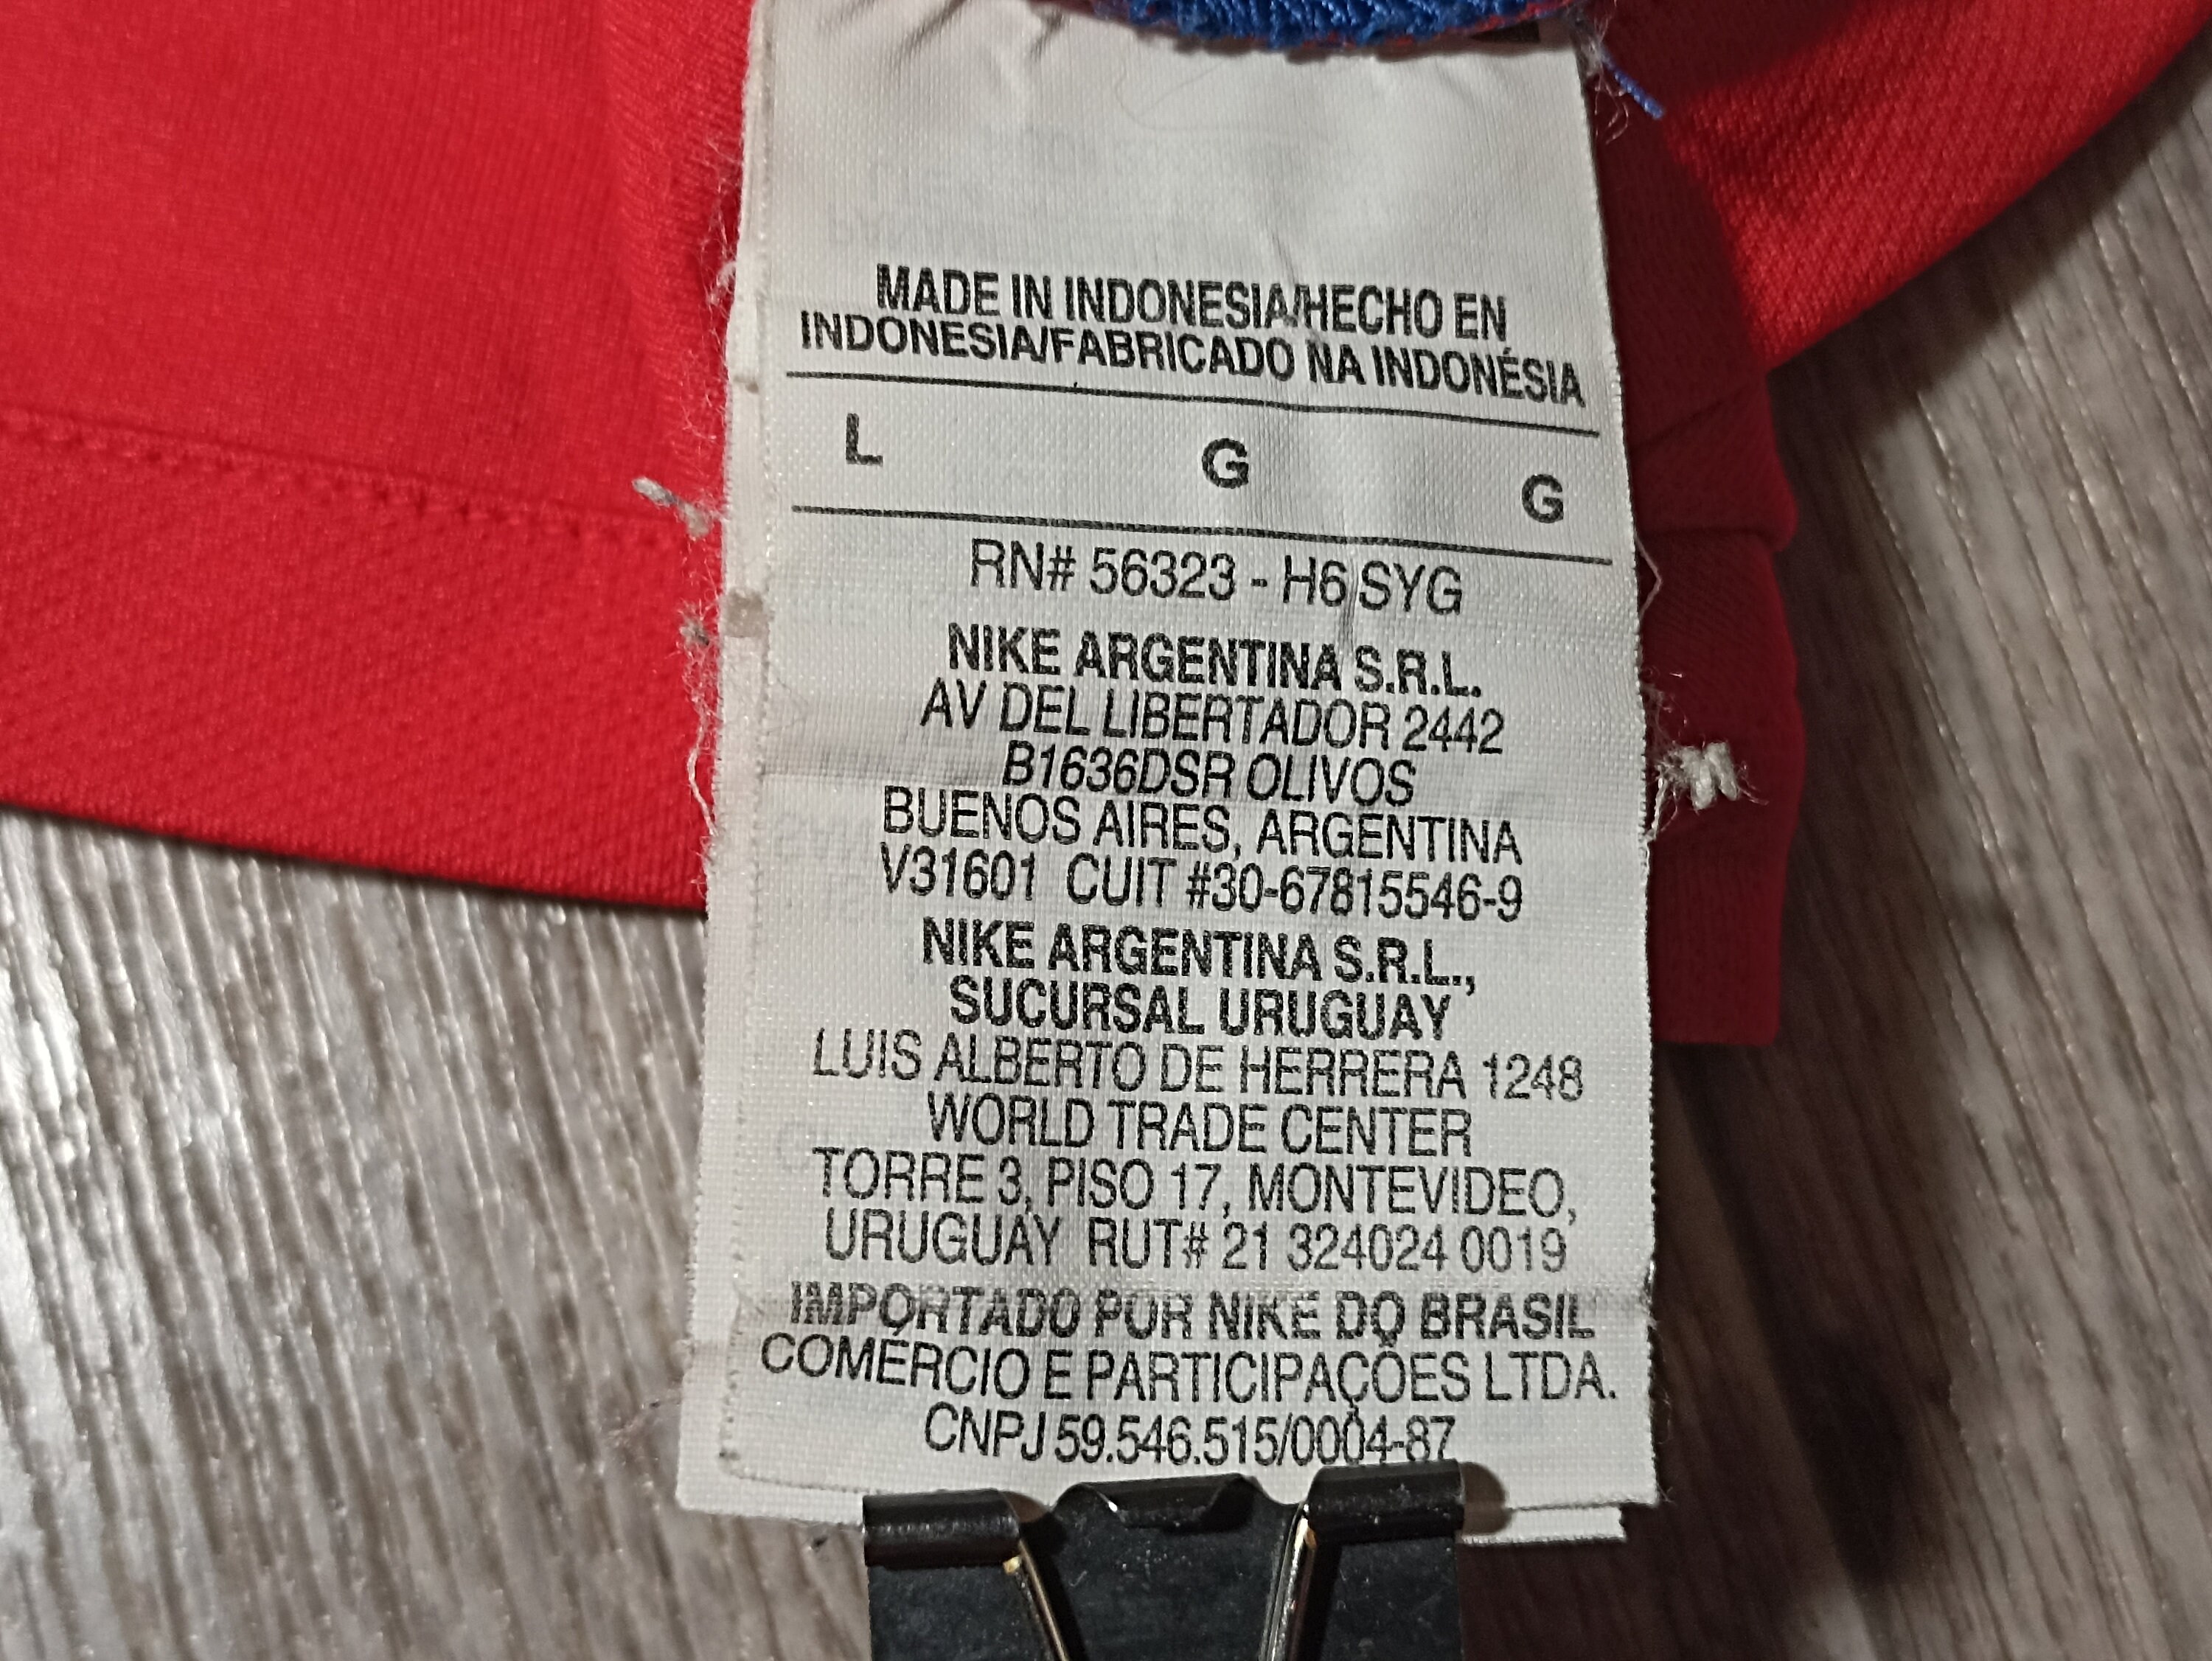 MADE IN INDONESIA/HECHO EN
INDONESIA/FABRICADO NA INDONÉSIA
L G G
RN# 56323 - H6 SYG
NIKE ARGENTINA S.R.L.
AV DEL LIBERTADOR 2442
B1636DSR OLIVOS
BUENOS AIRES, ARGENTINA
V31601 CUIT #30-67815546-9
NIKE ARGENTINA S.R.L.,
SUCURSAL URUGUAY
LUIS ALBERTO DE HERRERA 1248
WORLD TRADE CENTER
TORRE 3, PISO 17, MONTEVIDEO,
URUGUAY RUT# 21 324024 0019
IMPORTADO POR NIKE DO BRASIL
COMÉRCIO E PARTICIPAÇÕES LTDA.
CNPJ 59.546.515/0004-87